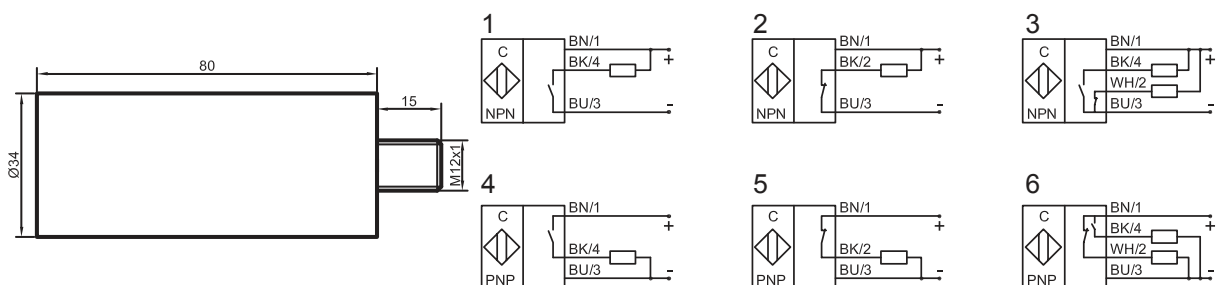 80
15
Ø34
M12x1
1
C
NPN
BN/1
BK/4
BU/3
+
-
2
C
NPN
BN/1
BK/2
BU/3
+
-
3
C
NPN
BN/1
BK/4
WH/2
BU/3
+
-
4
C
PNP
BN/1
BK/4
BU/3
+
-
5
C
PNP
BN/1
BK/2
BU/3
+
-
6
C
PNP
BN/1
BK/4
WH/2
BU/3
+
-